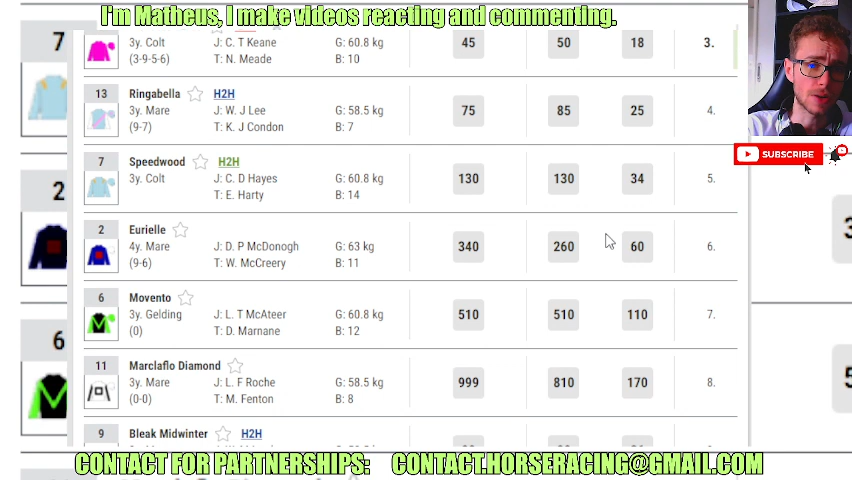 I'm Matheus, I make videos reacting and commenting.
7
3y. Colt J: C. T Keane G: 60.8 kg 45 50 18 3.
(3-9-5-6) T: N. Meade B: 10
13 Ringabella H2H
3y. Mare J: W. J Lee G: 58.5 kg 75 85 25 4.
(9-7) T: K. J Condon B: 7
SUBSCRIBE
7 Speedwood H2H
3y. Colt J: C. D Hayes G: 60.8 kg 130 130 34 5.
T: E. Harty B: 14
2
2 Eurielle
4y. Mare J: D. P McDonogh G: 63 kg 340 260 60 6.
(9-6) T: W. McCreery B: 11
6 Movento
3y. Gelding J: L. T McAteer G: 60.8 kg 510 510 110 7.
(0) T: D. Marnane B: 12
6
11 Marclaflo Diamond
3y. Mare J: L. F Roche G: 58.5 kg 999 810 170 8.
(0-0) T: M. Fenton B: 8
9 Bleak Midwinter H2H
CONTACT FOR PARTNERSHIPS: CONTACT.HORSERACING@GMAIL.COM